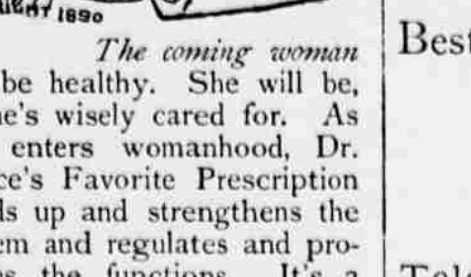 1890
The coming woman
be healthy. She will be,
he's wisely cared for. As
enters womanhood, Dr.
ce's Favorite Prescription
ds up and strengthens the
em and regulates and pro-
the functions. It's a
Best